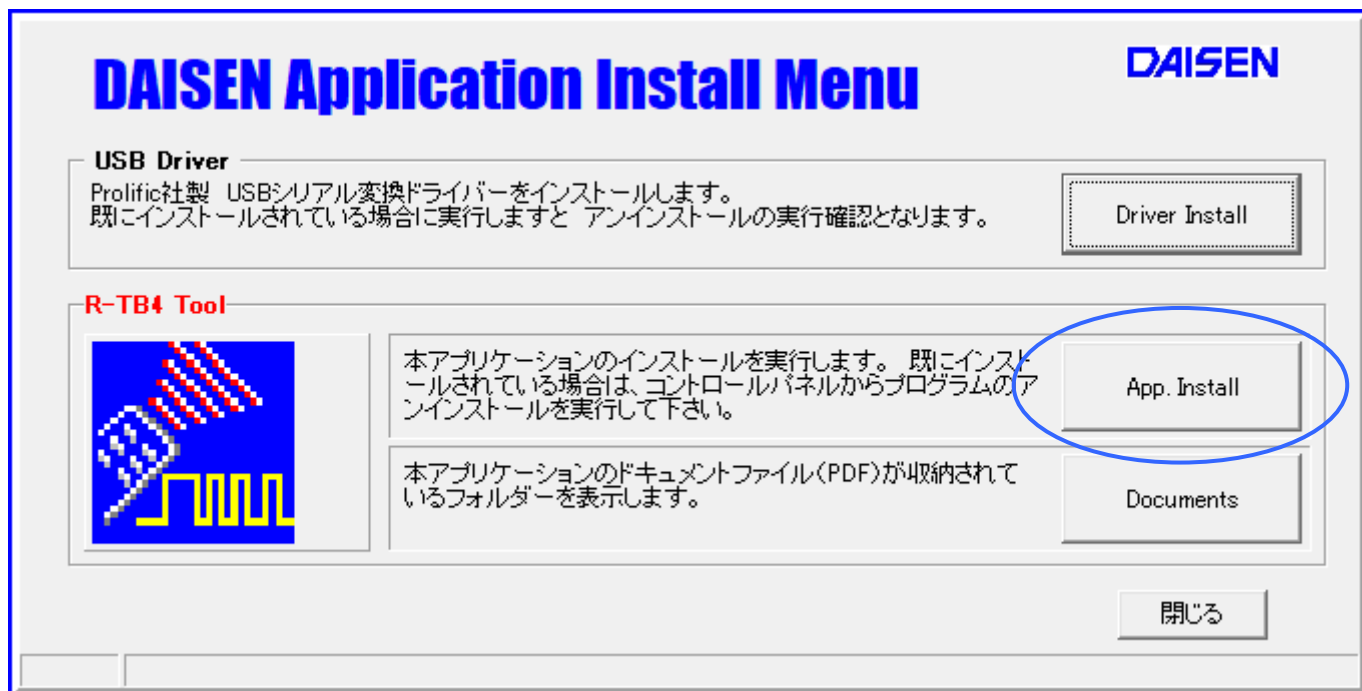 DAISEN Application Install Menu
DAISEN
USB Driver
Prolific社製 USBシリアル変換ドライバーをインストールします。
既にインストールされている場合に実行しますと アンインストールの実行確認となります。
Driver Install
R-TB4 Tool
本アプリケーションのインストールを実行します。 既にインスト
ールされている場合は、コントロールパネルからプログラムのア
ンインストールを実行して下さい。
App. Install
本アプリケーションのドキュメントファイル(PDF)が収納されて
いるフォルダーを表示します。
Documents
閉じる